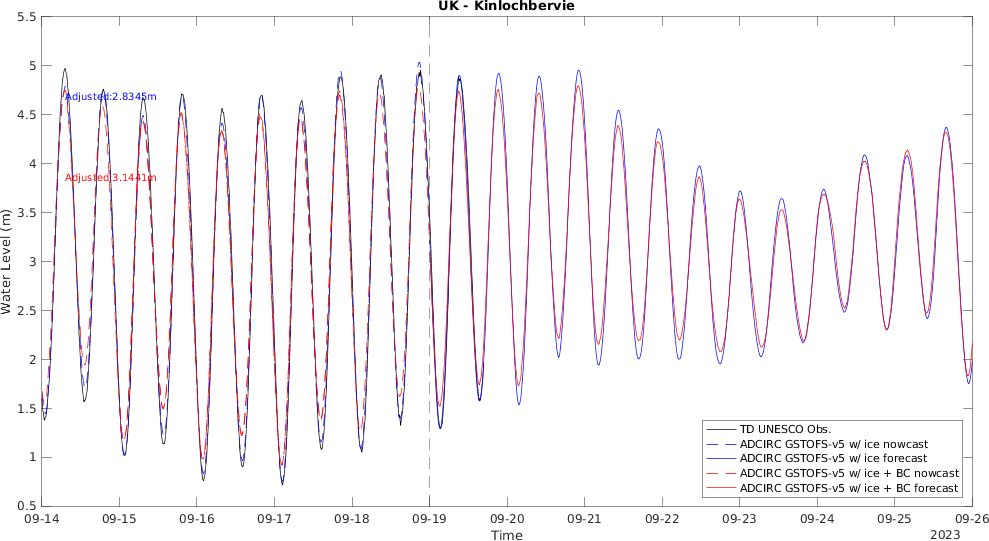 UK - Kinlochbervie
5.5
5
4.5
4
3.5
3
2.5
2
1.5
1
0.5
Water Level (m)
Adjusted:2.8345m
Adjusted:3.1441m
TD UNESCO Obs.
ADCIRC GSTOFS-v5 w/ ice nowcast
ADCIRC GSTOFS-v5 w/ ice forecast
ADCIRC GSTOFS-v5 w/ ice + BC nowcast
ADCIRC GSTOFS-v5 w/ ice + BC forecast
09-14 09-15 09-16 09-17 09-18 09-19 09-20 09-21 09-22 09-23 09-24 09-25 09-26
Time
2023